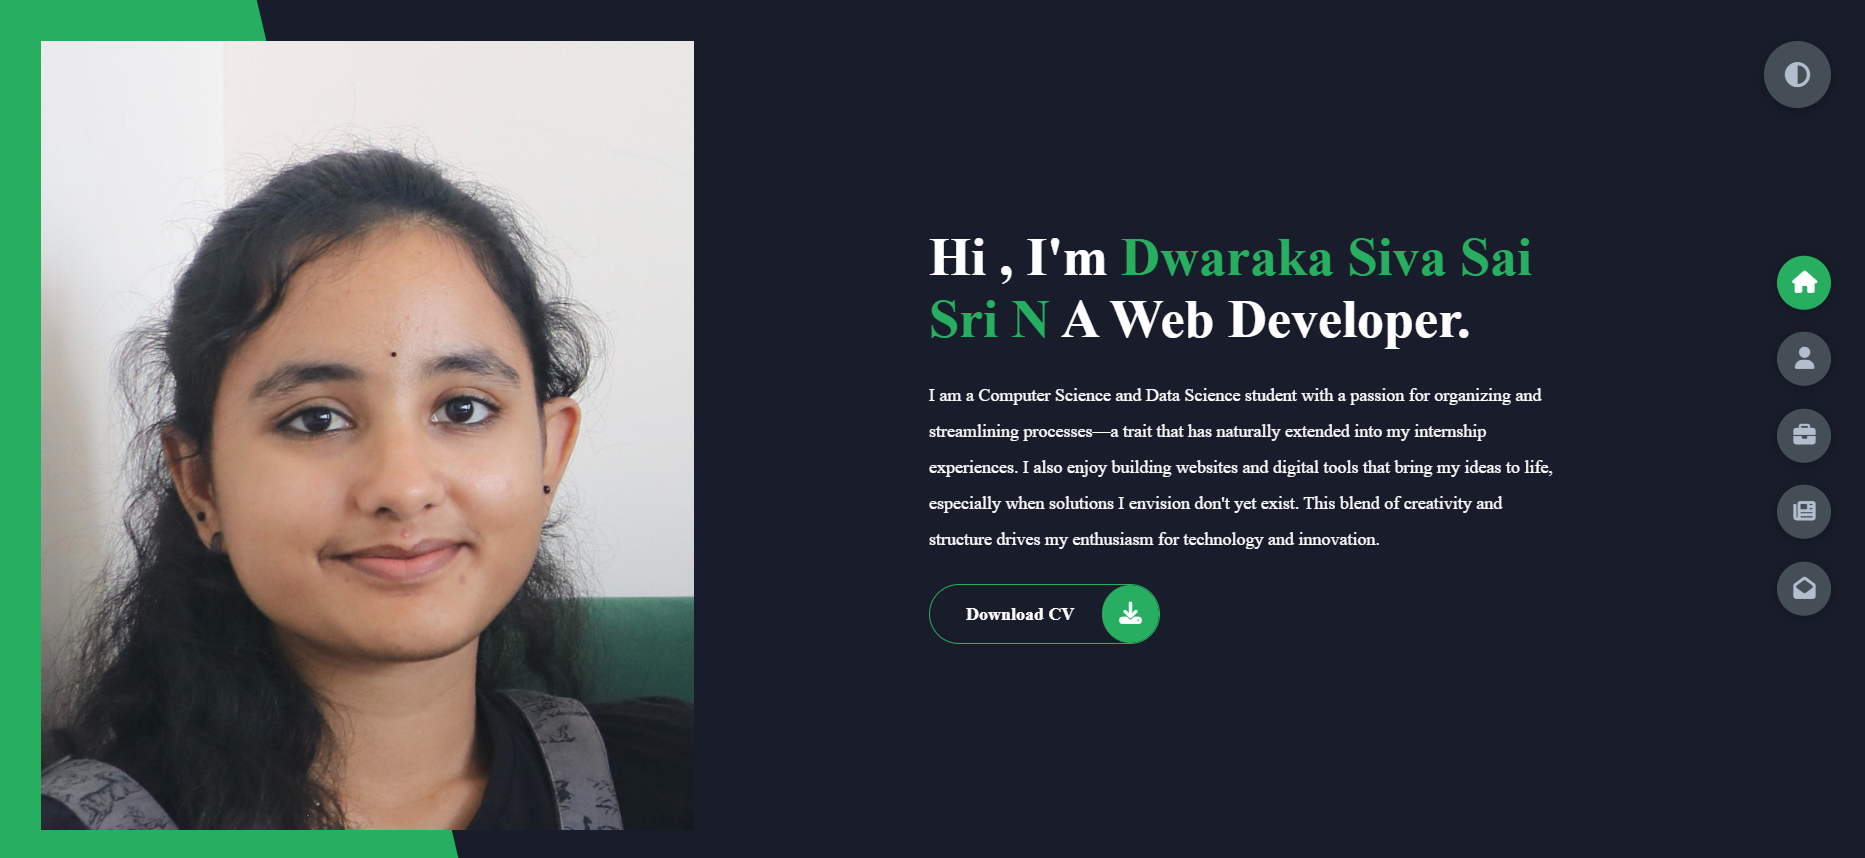 Hi , I'm Dwaraka Siva Sai
Sri N A Web Developer.
I am a Computer Science and Data Science student with a passion for organizing and
streamlining processes—a trait that has naturally extended into my internship
experiences. I also enjoy building websites and digital tools that bring my ideas to life,
especially when solutions I envision don't yet exist. This blend of creativity and
structure drives my enthusiasm for technology and innovation.
Download CV